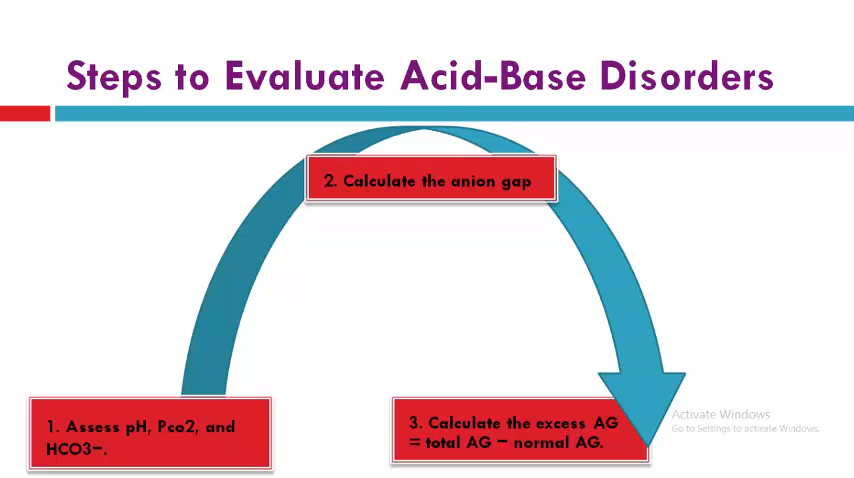 Steps to Evaluate Acid-Base Disorders
2. Calculate the anion gap
1. Assess pH, Pco2, and
HCO3−.
3. Calculate the excess AG
= total AG − normal AG.
Activate Windows
Go to Settings to activate Windows.